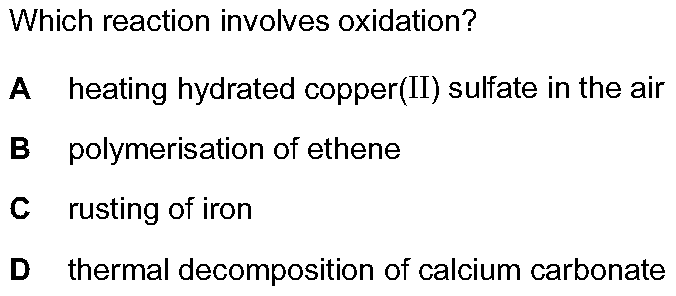 Which reaction involves oxidation?
A heating hydrated copper(II) sulfate in the air
B polymerisation of ethene
C rusting of iron
D thermal decomposition of calcium carbonate